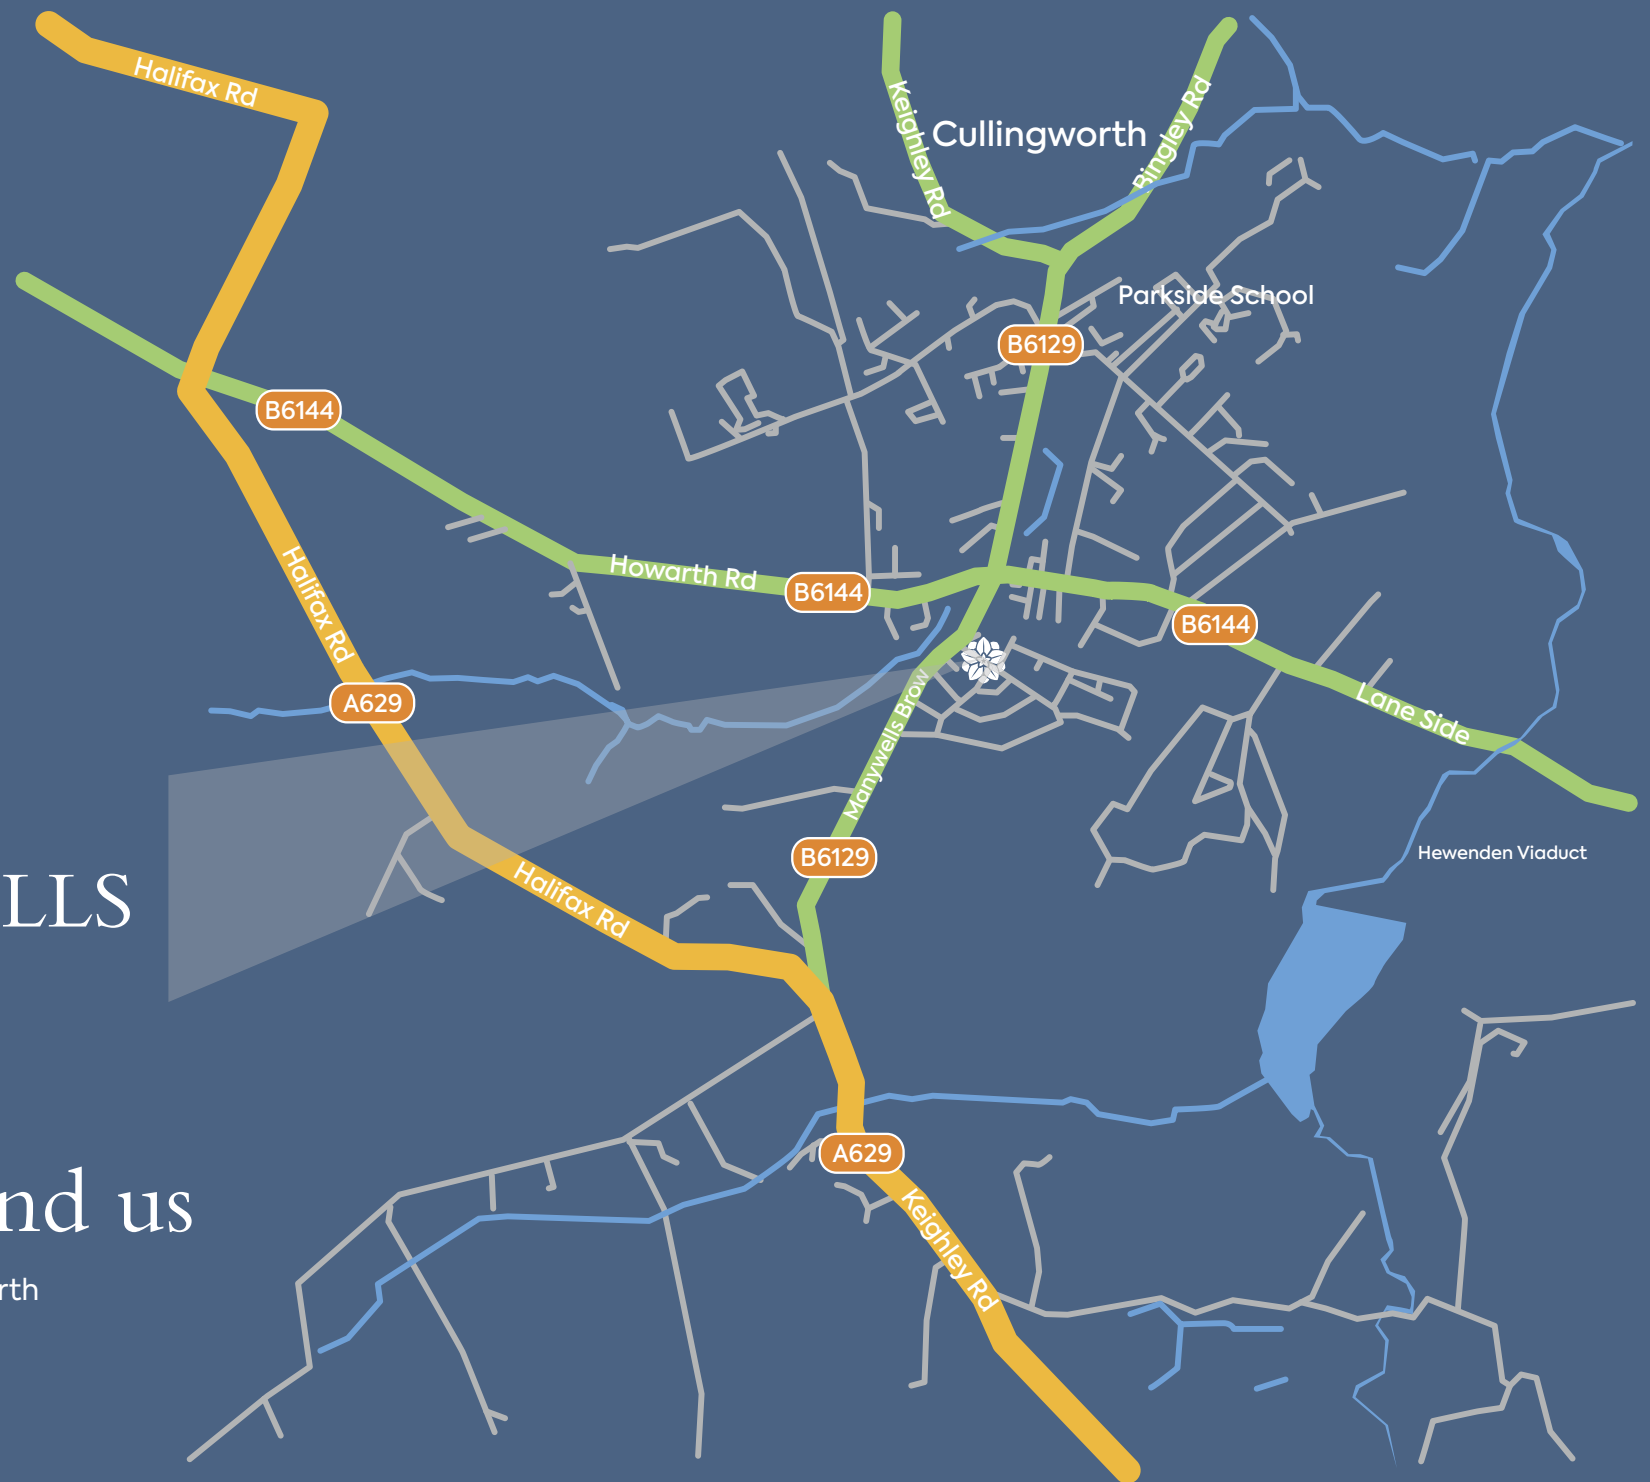 Halifax Rd
Keighley Rd
Cullingworth
Bingley Rd
Parkside School
B6129
B6144
Howarth Rd
B6144
B6144
Halifax Rd
A629
Manywells Brow
Lane Side
B6129
Hewenden Viaduct
LLS
Halifax Rd
A629
nd us
Keighley Rd
rth